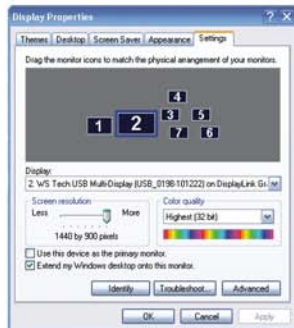 Display Properties
Themes Desktop Screen Saver Appearance Settings
Drag the monitor icons to match the physical arrangement of your monitors.
1 2 3 4 5 6 7
Display:
2. WS Tech USB Multi-Display (USB_0198-101222) on DisplayLink
Screen resolution
Less More
1440 by 900 pixels
Color quality
Highest (32 bit)
Use this device as the primary monitor.
Extend my Windows desktop onto this monitor.
Identify Troubleshoot... Advanced
OK Cancel Apply